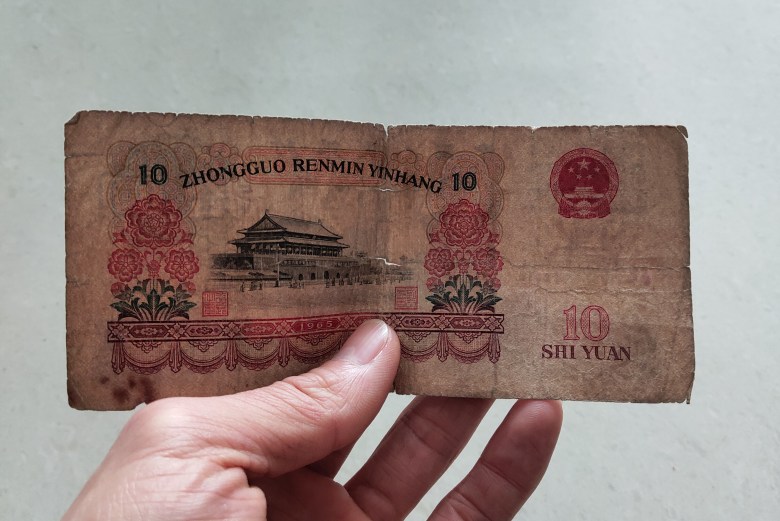 10 ZHONGGUO RENMIN YINHANG 10
1965
10
SHI YUAN